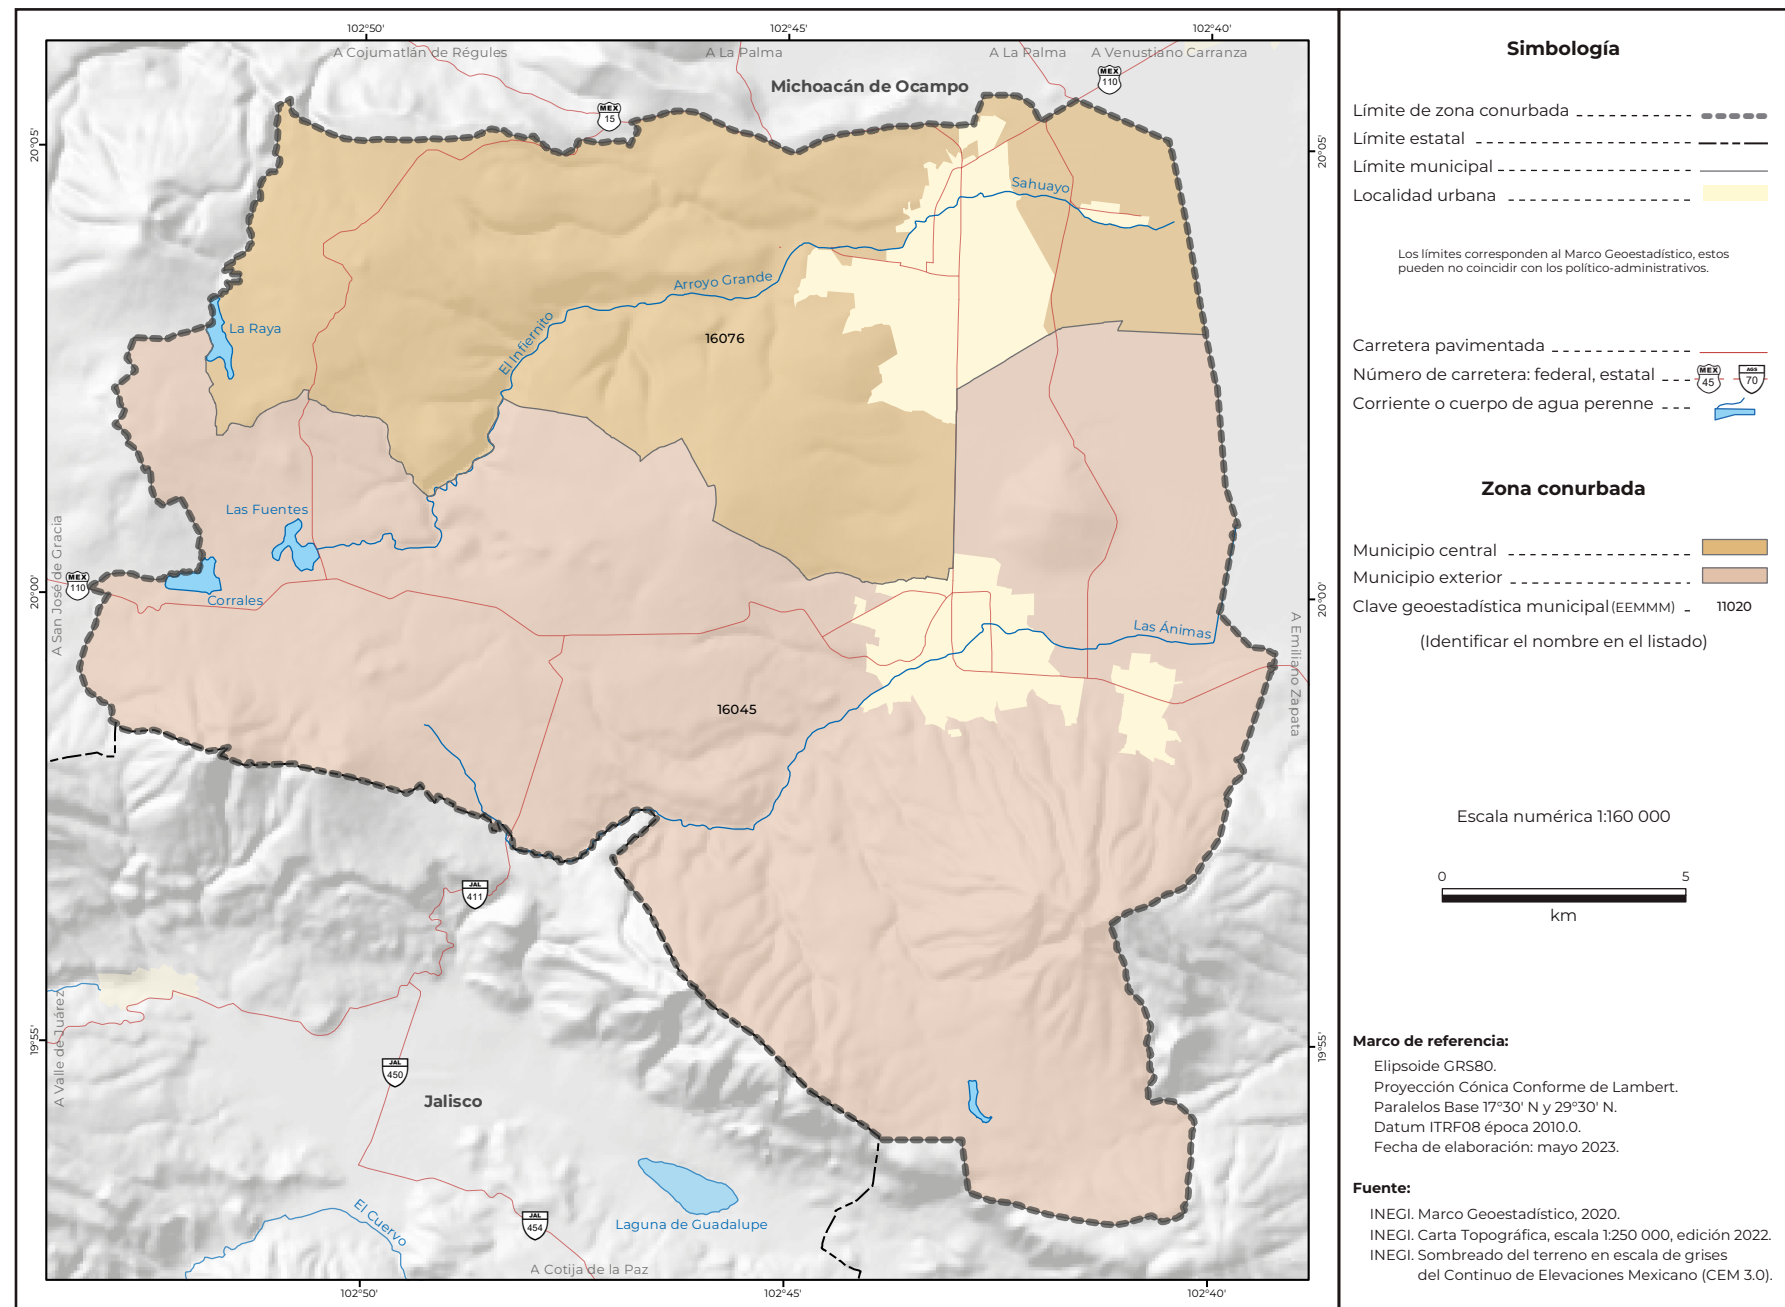 102°50'
102°45'
102°40'
A Cojumatlán de Régules
A La Palma
A La Palma
A Venustiano Carranza
Michoacán de Ocampo
MEX
110
MEX
15
20°05'
20°05'
Sahuayo
Arroyo Grande
La Raya
El Infiernito
16076
Las Fuentes
A San José de Gracia
MEX
110
20°00'
20°00'
Corrales
Las Ánimas
A Emiliano Zapata
16045
JAL
411
A Valle de Juárez
19°55'
19°55'
JAL
450
Jalisco
El Cuervo
JAL
454
Laguna de Guadalupe
A Cotija de la Paz
102°50'
102°45'
102°40'
Simbología
Límite de zona conurbada
Límite estatal
Límite municipal
Localidad urbana
Los límites corresponden al Marco Geoestadístico, estos
pueden no coincidir con los político-administrativos.
Carretera pavimentada
Número de carretera: federal, estatal
MEX
45
AGS
70
Corriente o cuerpo de agua perenne
Zona conurbada
Municipio central
Municipio exterior
Clave geoestadística municipal (EEMMM) 11020
(Identificar el nombre en el listado)
Escala numérica 1:160 000
0 5
km
Marco de referencia:
Elipsoide GRS80.
Proyección Cónica Conforme de Lambert.
Paralelos Base 17°30' N y 29°30' N.
Datum ITRF08 época 2010.0.
Fecha de elaboración: mayo 2023.
Fuente:
INEGI. Marco Geoestadístico, 2020.
INEGI. Carta Topográfica, escala 1:250 000, edición 2022.
INEGI. Sombreado del terreno en escala de grises
del Continuo de Elevaciones Mexicano (CEM 3.0).